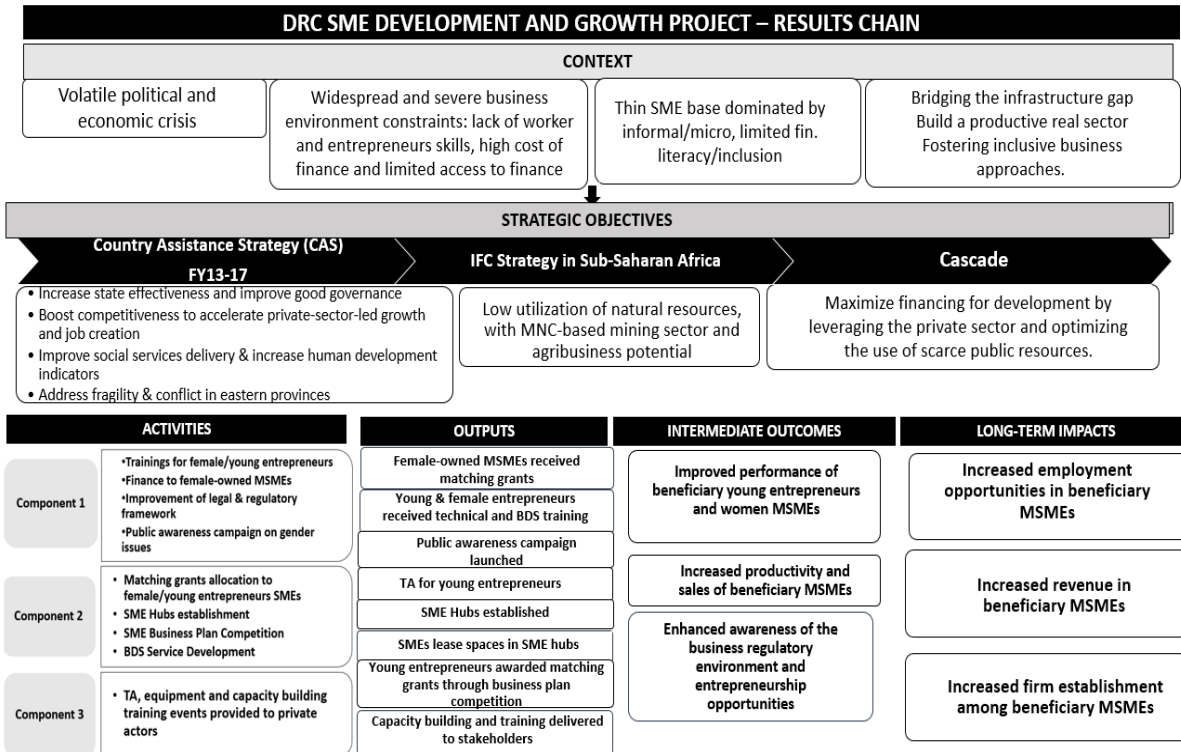 DRC SME DEVELOPMENT AND GROWTH PROJECT – RESULTS CHAIN
CONTEXT
Volatile political and
economic crisis
Widespread and severe business
environment constraints: lack of worker
and entrepreneurs skills, high cost of
finance and limited access to finance
Thin SME base dominated by
informal/micro, limited fin.
literacy/inclusion
Bridging the infrastructure gap
Build a productive real sector
Fostering inclusive business
approaches.
STRATEGIC OBJECTIVES
Country Assistance Strategy (CAS)
FY13-17
IFC Strategy in Sub-Saharan Africa
Cascade
• Increase state effectiveness and improve good governance
• Boost competitiveness to accelerate private-sector-led growth
and job creation
• Improve social services delivery & increase human development
indicators
• Address fragility & conflict in eastern provinces
Low utilization of natural resources,
with MNC-based mining sector and
agribusiness potential
Maximize financing for development by
leveraging the private sector and optimizing
the use of scarce public resources.
ACTIVITIES
Component 1
•Trainings for female/young entrepreneurs
•Finance to female-owned MSMEs
•Improvement of legal & regulatory
framework
•Public awareness campaign on gender
issues
Component 2
• Matching grants allocation to
female/young entrepreneurs SMEs
• SME Hubs establishment
• SME Business Plan Competition
• BDS Service Development
Component 3
• TA, equipment and capacity building
training events provided to private
actors
OUTPUTS
Female-owned MSMEs received
matching grants
Young & female entrepreneurs
received technical and BDS training
Public awareness campaign
launched
TA for young entrepreneurs
SME Hubs established
SMEs lease spaces in SME hubs
Young entrepreneurs awarded matching
grants through business plan
competition
Capacity building and training delivered
to stakeholders
INTERMEDIATE OUTCOMES
Improved performance of
beneficiary young entrepreneurs
and women MSMEs
Increased productivity and
sales of beneficiary MSMEs
Enhanced awareness of the
business regulatory
environment and
entrepreneurship
opportunities
LONG-TERM IMPACTS
Increased employment
opportunities in beneficiary
MSMEs
Increased revenue in
beneficiary MSMEs
Increased firm establishment
among beneficiary MSMEs